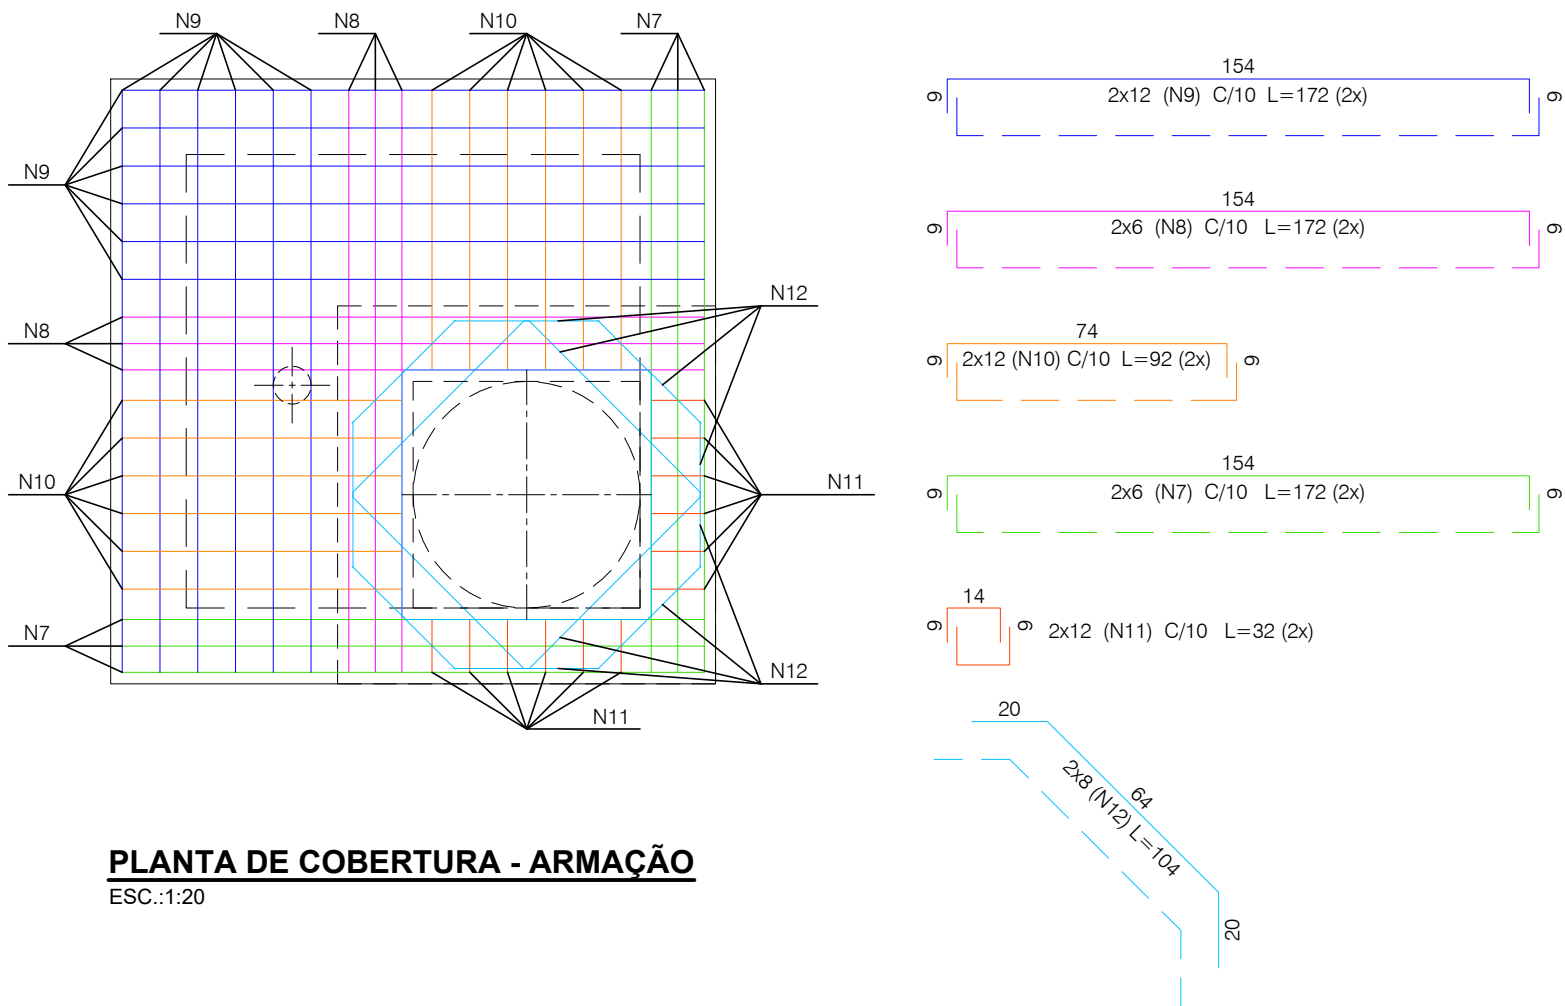 N9
N8
N10
N7
N9
N8
N10
N7
N12
N11
N12
N11
154
9
2x12 (N9) C/10 L=172 (2x)
9
154
9
2x6 (N8) C/10 L=172 (2x)
9
74
9
2x12 (N10) C/10 L=92 (2x)
9
154
9
2x6 (N7) C/10 L=172 (2x)
9
14
9
9
2x12 (N11) C/10 L=32 (2x)
20
64
2x8 (N12) L=104
20
PLANTA DE COBERTURA - ARMAÇÃO
ESC.:1:20